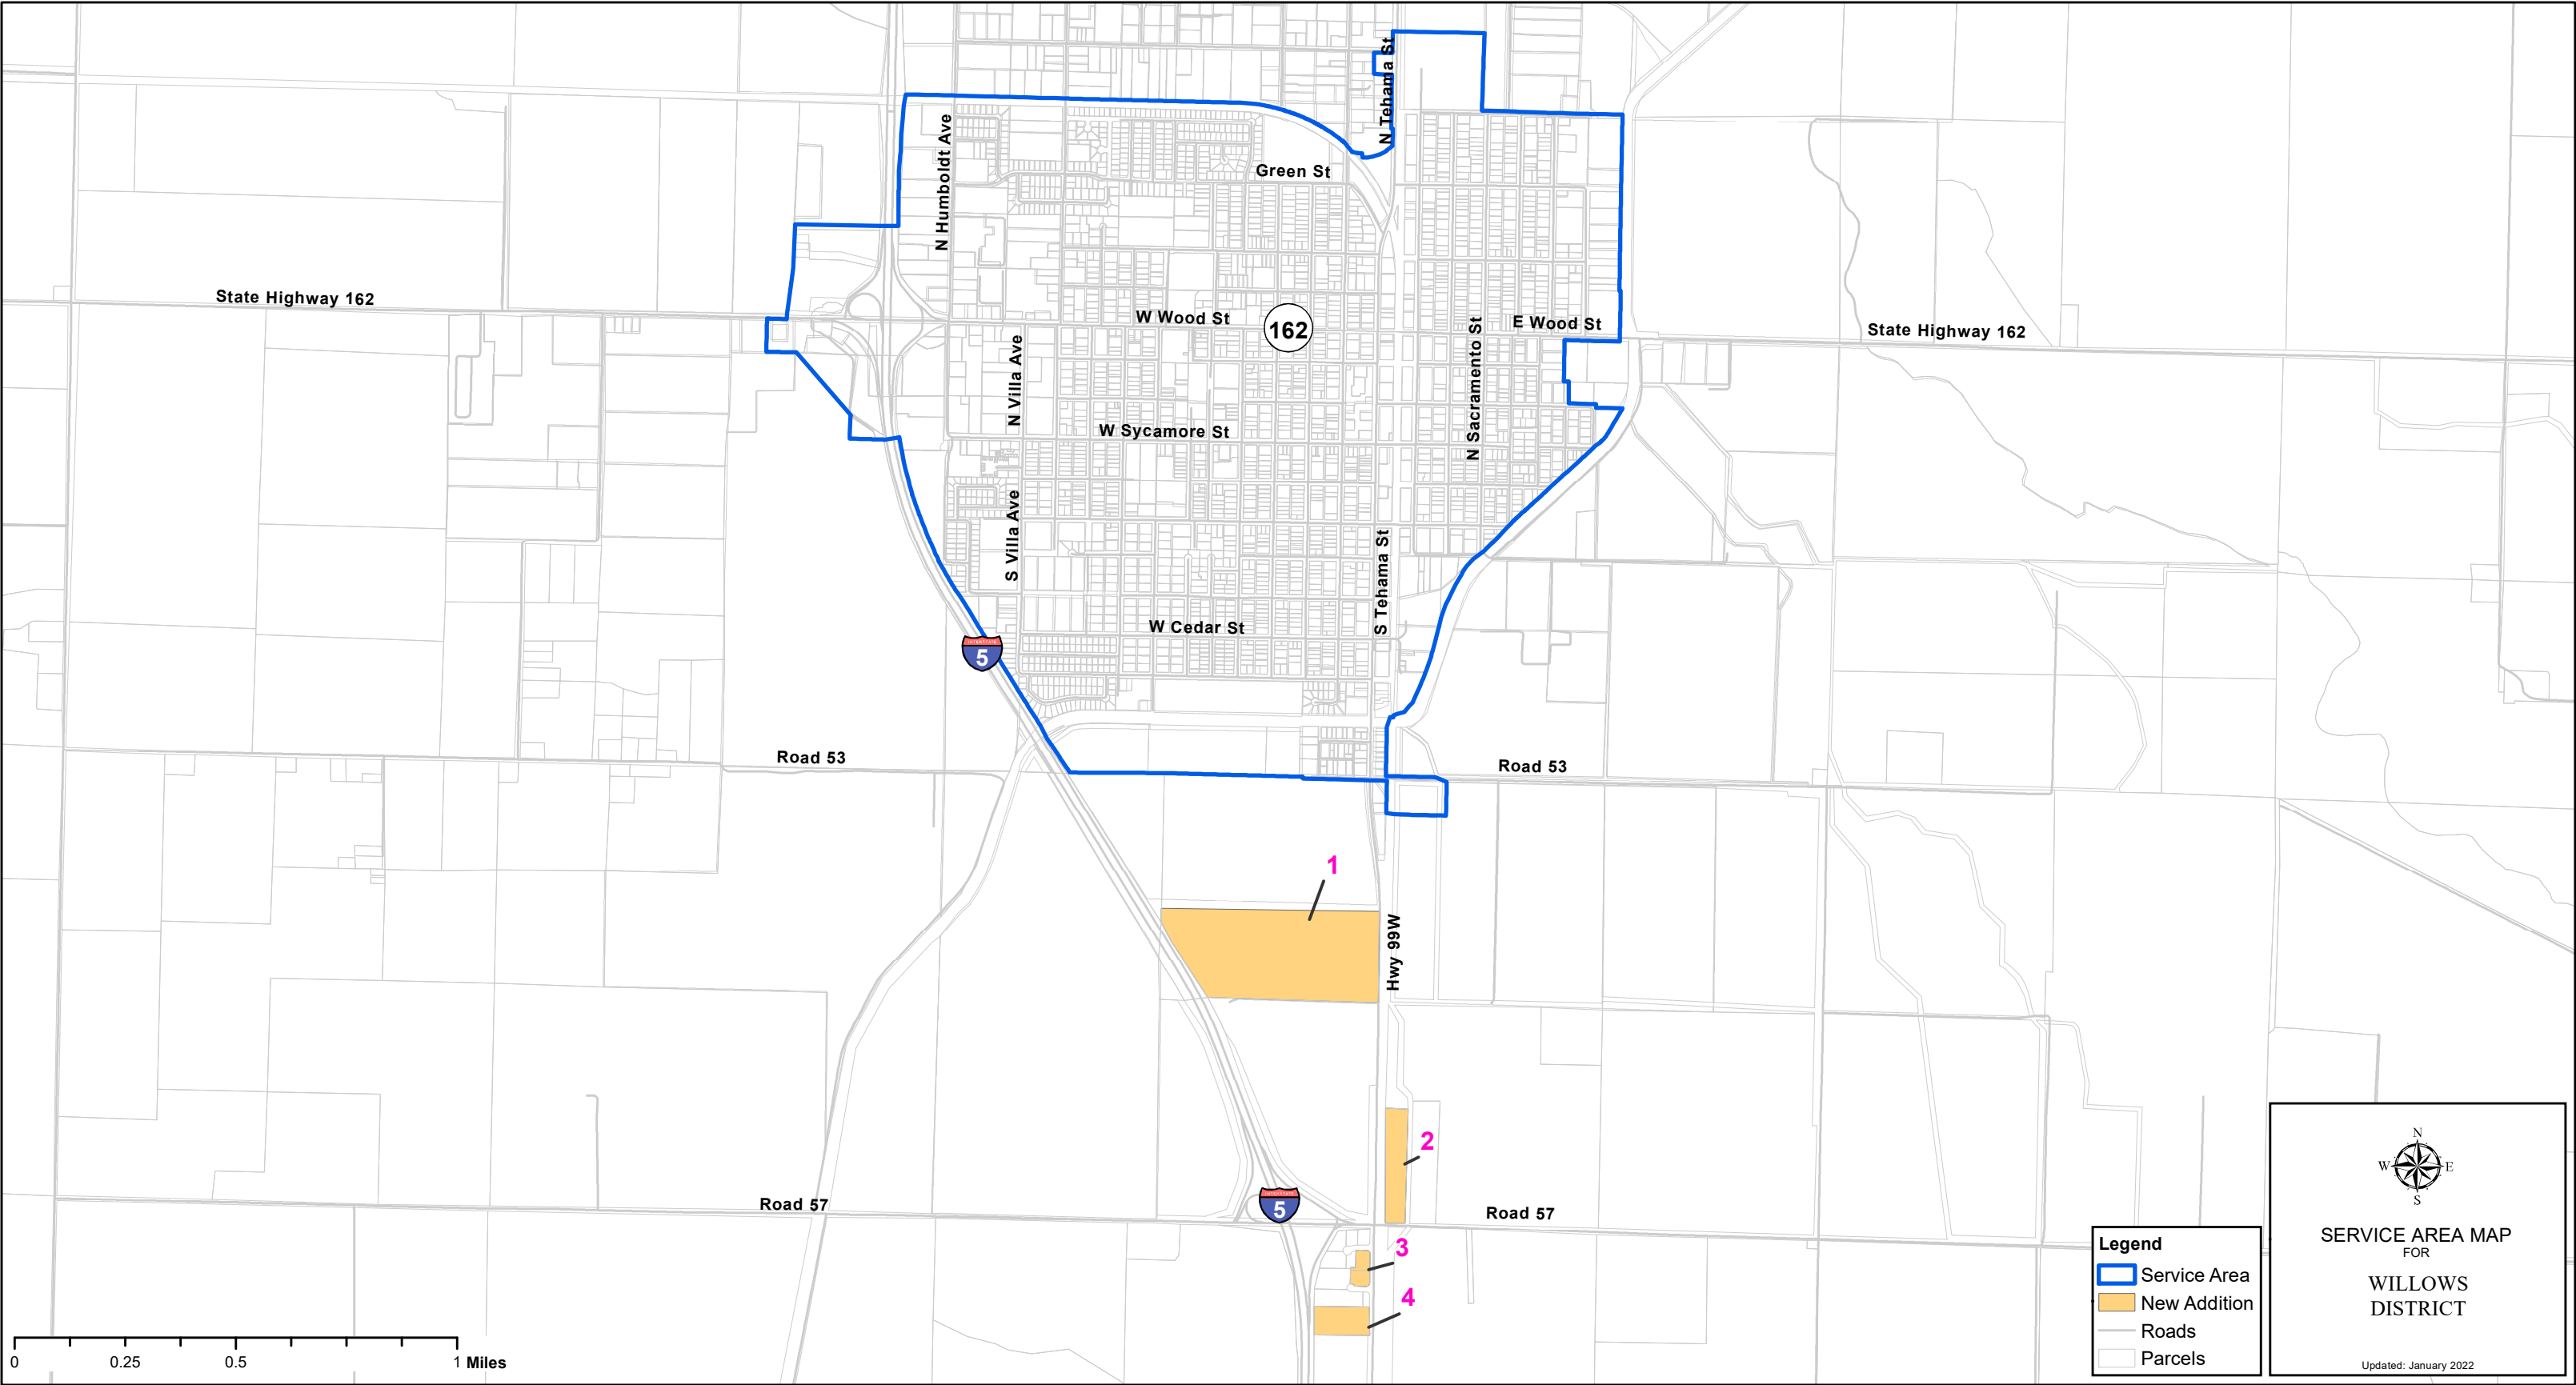 N Tehama St
N Humboldt Ave
Green St
State Highway 162
W Wood St
162
E Wood St
State Highway 162
N Villa Ave
N Sacramento St
W Sycamore St
S Villa Ave
S Tehama St
W Cedar St
INTERSTATE
5
Road 53
Road 53
1
Hwy 99W
2
Road 57
INTERSTATE
5
Road 57
3
4
0 0.25 0.5 1 Miles
Legend
Service Area
New Addition
Roads
Parcels
N
W E
S
SERVICE AREA MAP
FOR
WILLOWS
DISTRICT
Updated: January 2022